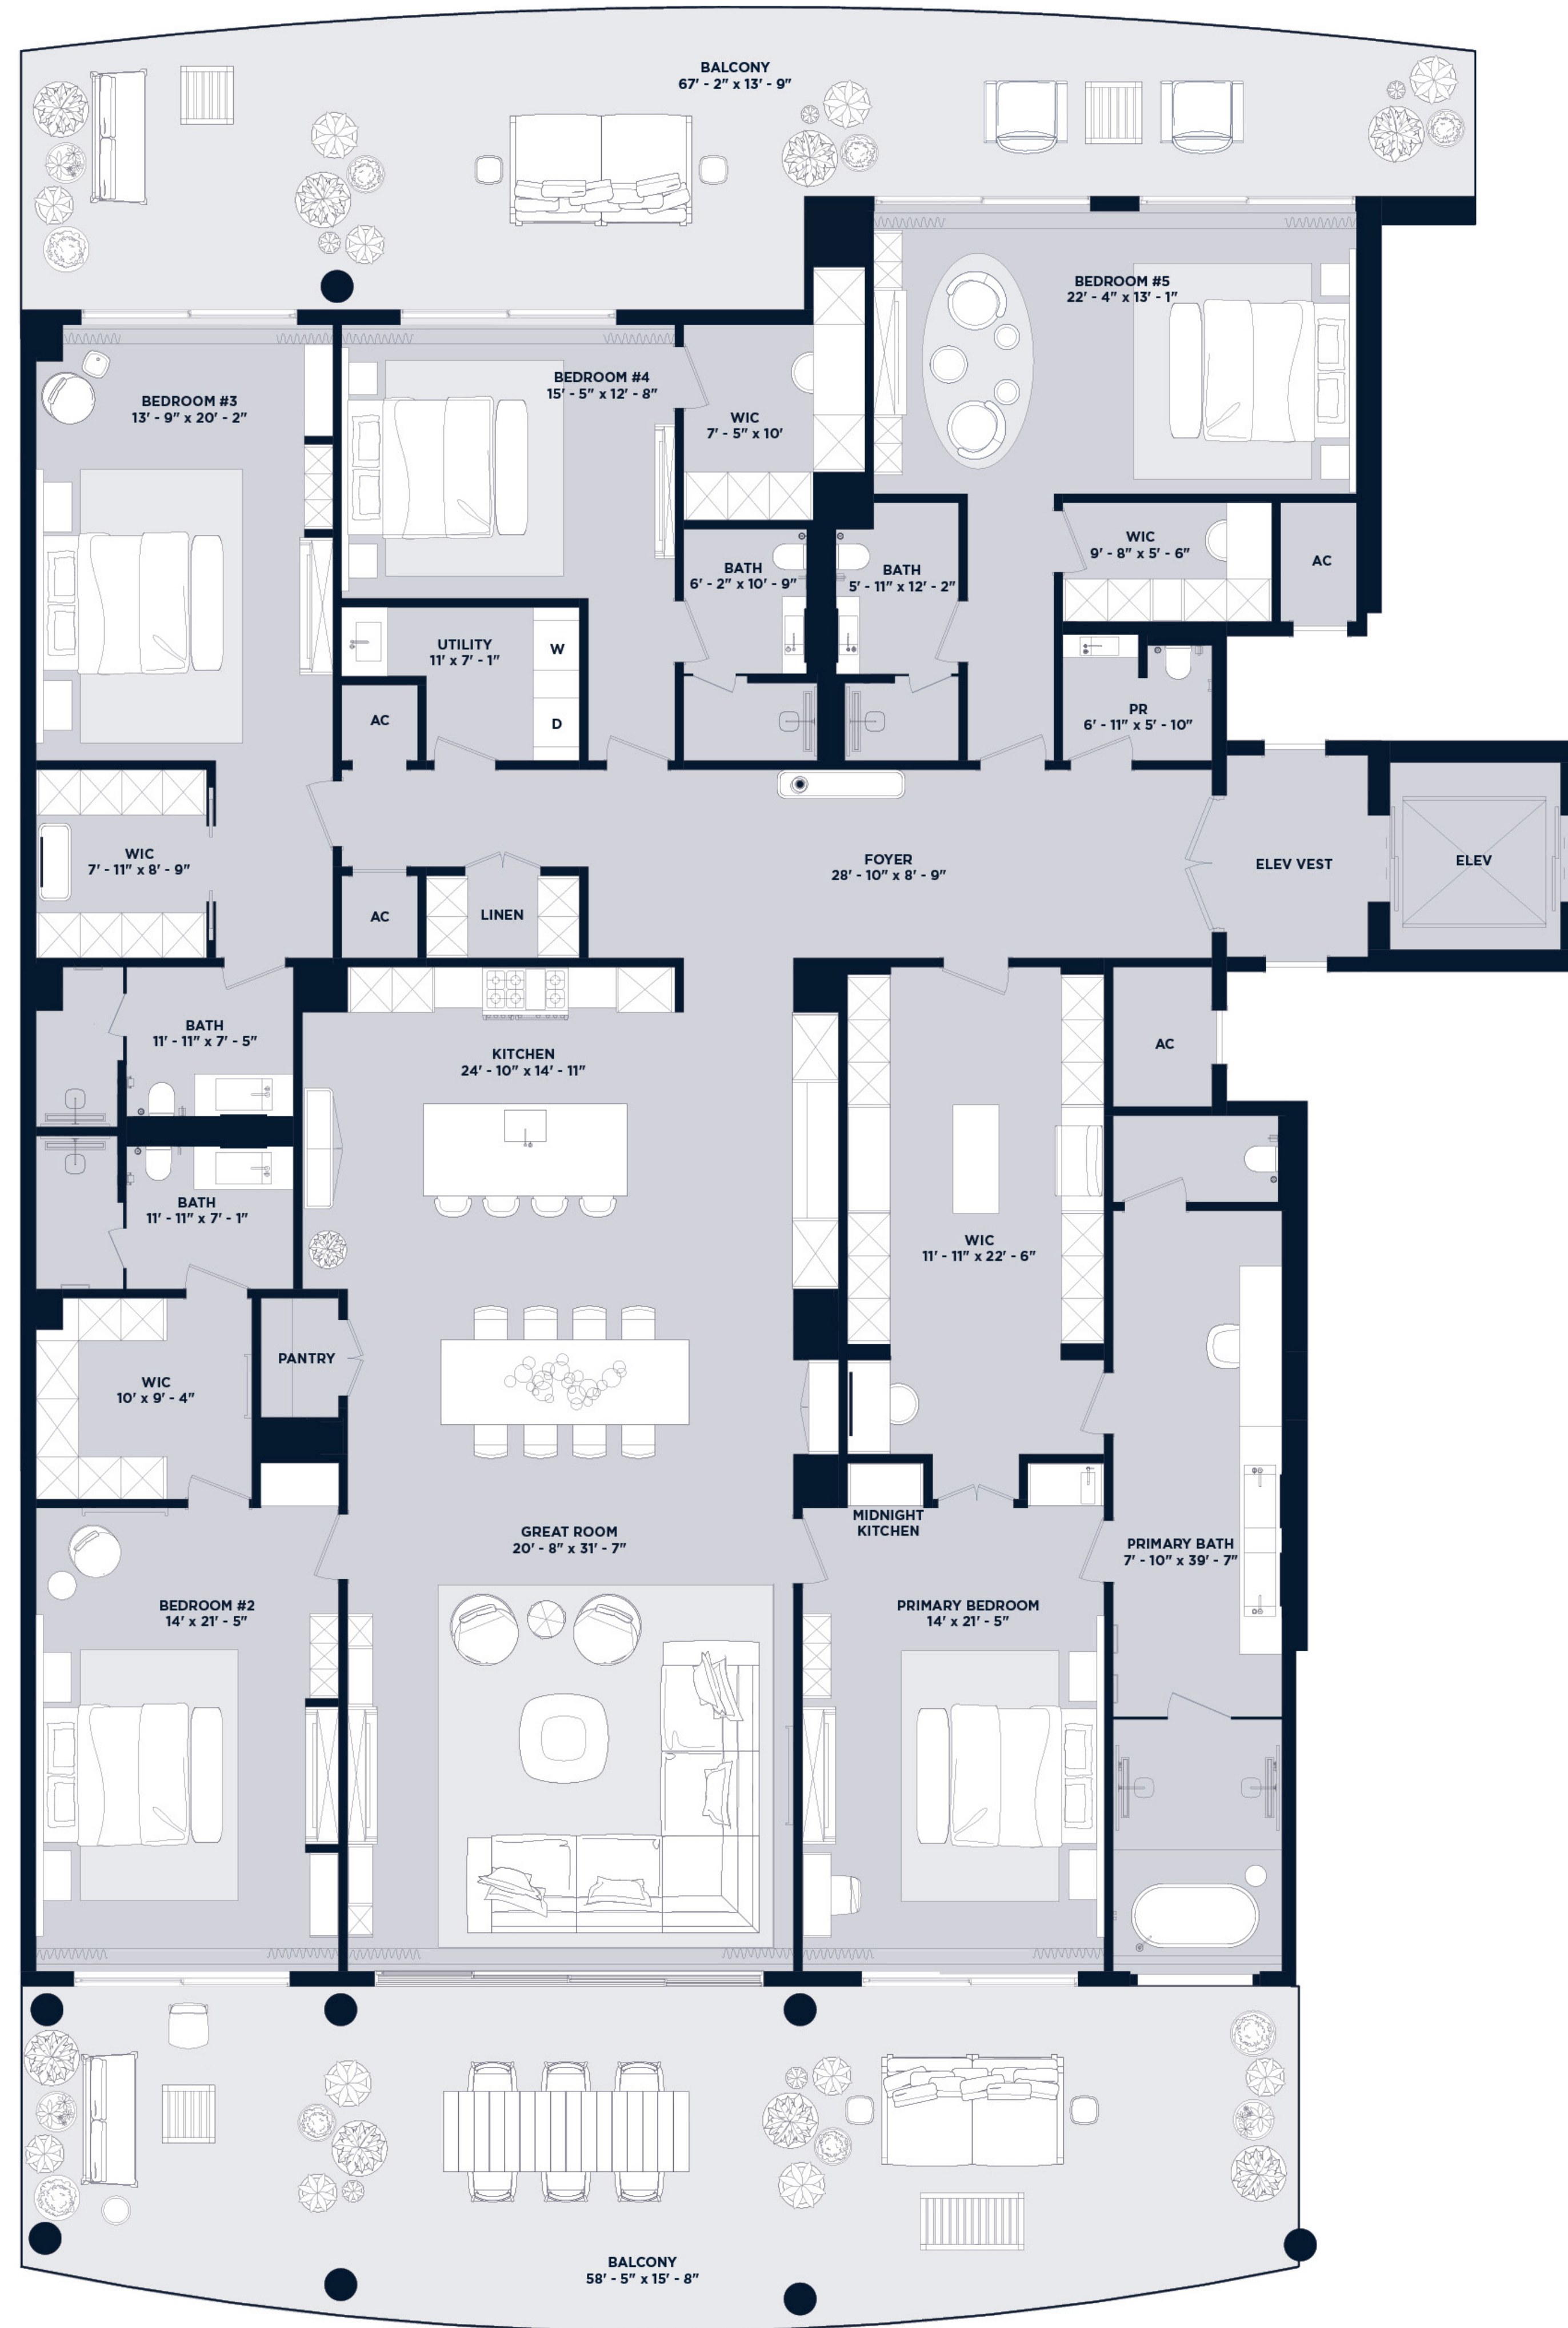 BALCONY
67' - 2" x 13' - 9"
BEDROOM #5
22' - 4" x 13' - 1"
BEDROOM #3
13' - 9" x 20' - 2"
BEDROOM #4
15' - 5" x 12' - 8"
WIC
7' - 5" x 10'
WIC
9' - 8" x 5' - 6"
AC
BATH
6' - 2" x 10' - 9"
BATH
5' - 11" x 12' - 2"
UTILITY
11' x 7' - 1"
W
D
AC
PR
6' - 11" x 5' - 10"
WIC
7' - 11" x 8' - 9"
FOYER
28' - 10" x 8' - 9"
ELEV VEST
ELEV
AC
LINEN
BATH
11' - 11" x 7' - 5"
KITCHEN
24' - 10" x 14' - 11"
AC
BATH
11' - 11" x 7' - 1"
WIC
11' - 11" x 22' - 6"
PANTRY
WIC
10' x 9' - 4"
MIDNIGHT
KITCHEN
GREAT ROOM
20' - 8" x 31' - 7"
PRIMARY BATH
7' - 10" x 39' - 7"
BEDROOM #2
14' x 21' - 5"
PRIMARY BEDROOM
14' x 21' - 5"
BALCONY
58' - 5" x 15' - 8"